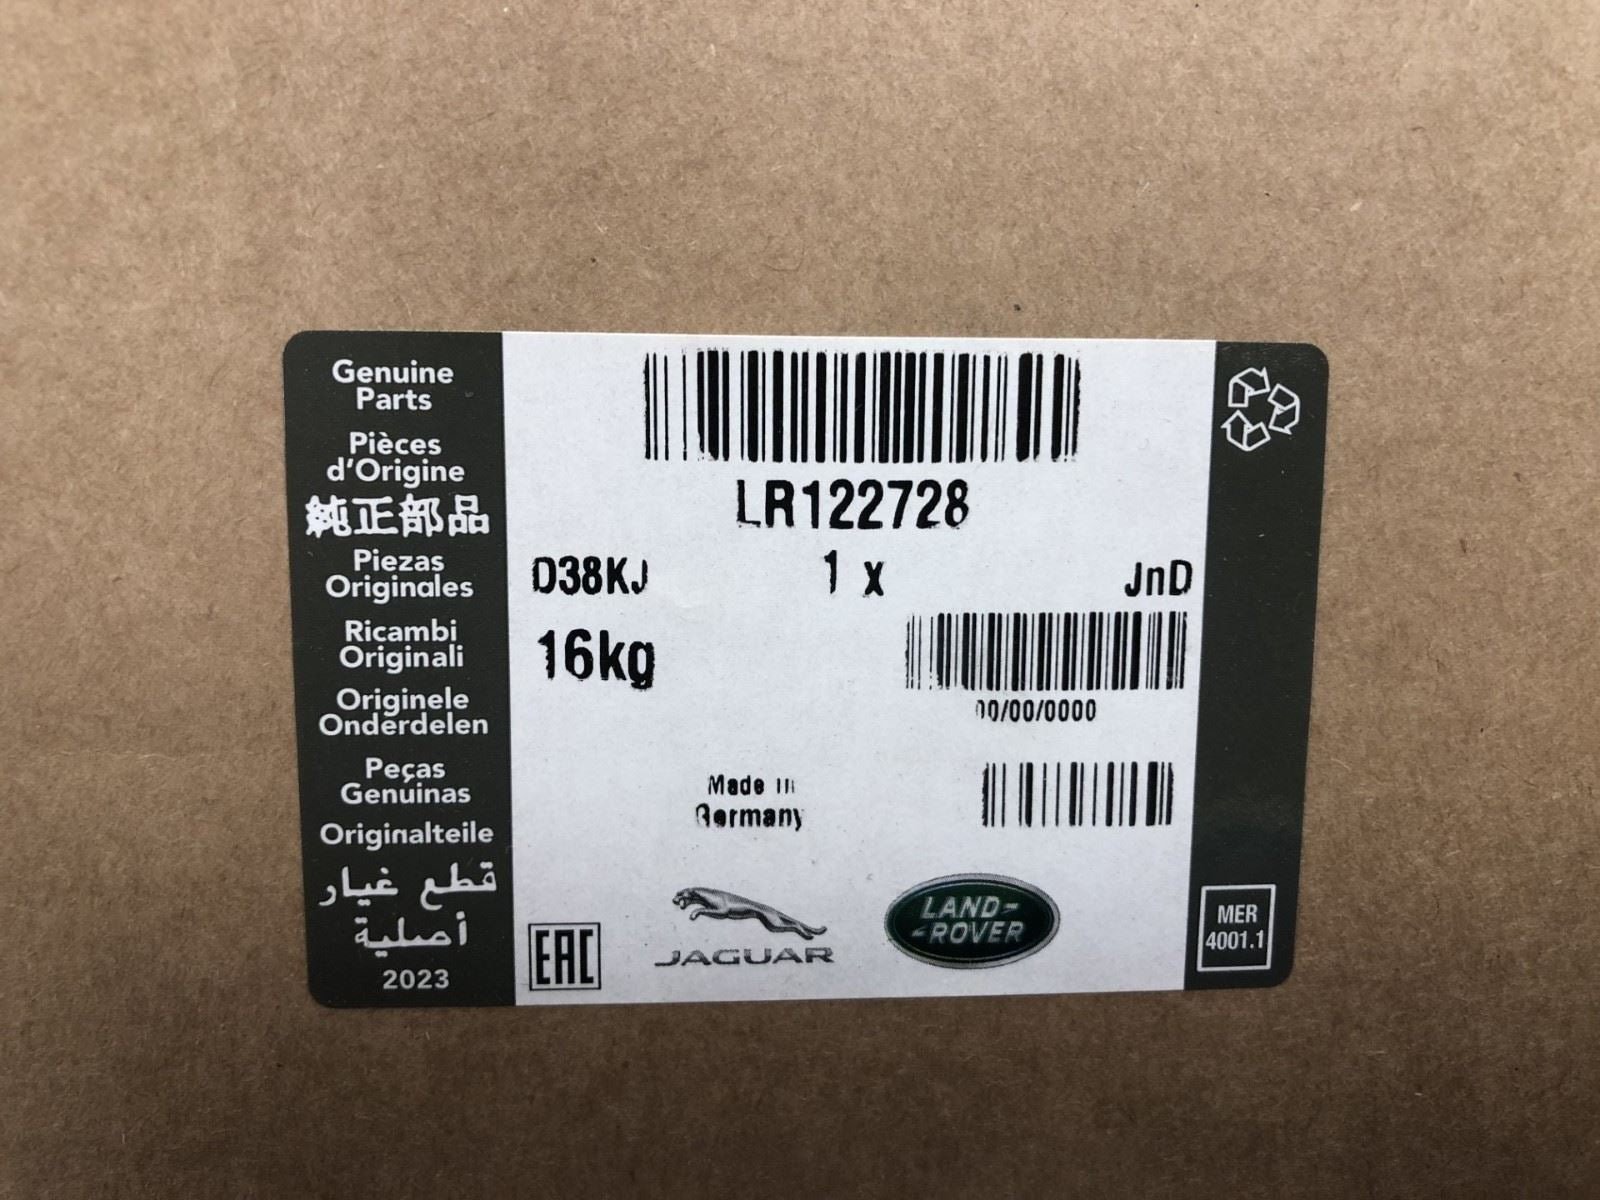 Genuine
Parts
Pièces
d'Origine
純正部品
Piezas
Originales
Ricambi
Originali
Originele
Onderdelen
Peças
Genuinas
Originalteile
قطع غيار
أصلية
2023
LR122728
D38KJ 1 x JnD
16kg
00/00/0000
Made in
Germany
EAC
JAGUAR
LAND-
-ROVER
MER
4001.1